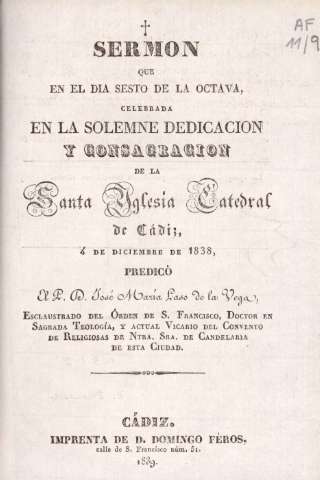 †
AF
11/9
SERMON
QUE
EN EL DIA SESTO DE LA OCTAVA,
CELEBRADA
EN LA SOLEMNE DEDICACION
Y CONSAGRACION
DE LA
Santa Yglesia Catedral
de Cádiz,
6 DE DICIEMBRE DE 1838,
PREDICÓ
El P. D. José María Laso de la Vega,
ESCLAUSTRADO DEL ÓRDEN DE S. FRANCISCO, DOCTOR EN
SAGRADA TEOLOGÍA, Y ACTUAL VICARIO DEL CONVENTO
DE RELIGIOSAS DE NTRA. SRA. DE CANDELARIA
DE ESTA CIUDAD.
CÁDIZ.
IMPRENTA DE D. DOMINGO FÉROS,
calle de S. Francisco núm. 51.
1839.